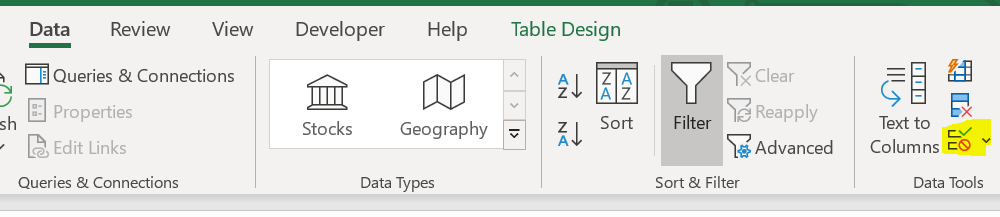 Data Review View Developer Help Table Design
Queries & Connections
Properties
Edit Links
Queries & Connections
Stocks
Geography
Data Types
A
Z
Z
A
Z A
A Z
Sort
Filter
Clear
Reapply
Advanced
Sort & Filter
Text to
Columns
Data Tools